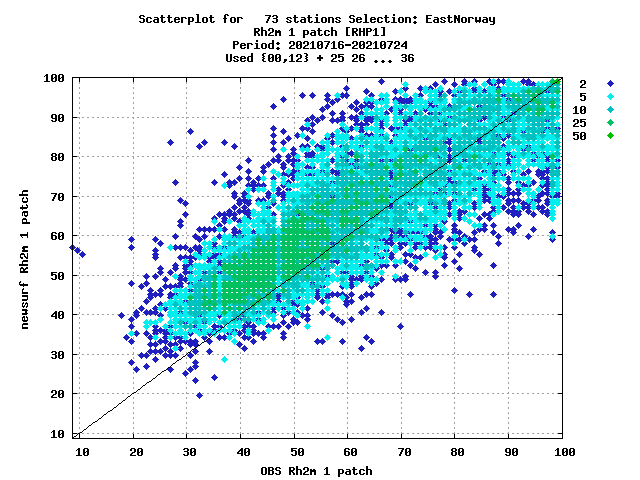 Scatterplot for   73 stations Selection: EastNorway
Rh2m 1 patch [RHP1]
Period: 20210716-20210724
Used {00,12} + 25 26 ... 36
100
90
80
70
60
50
40
30
20
10
newsurf Rh2m 1 patch
10 20 30 40 50 60 70 80 90 100
OBS Rh2m 1 patch
2
5
10
25
50